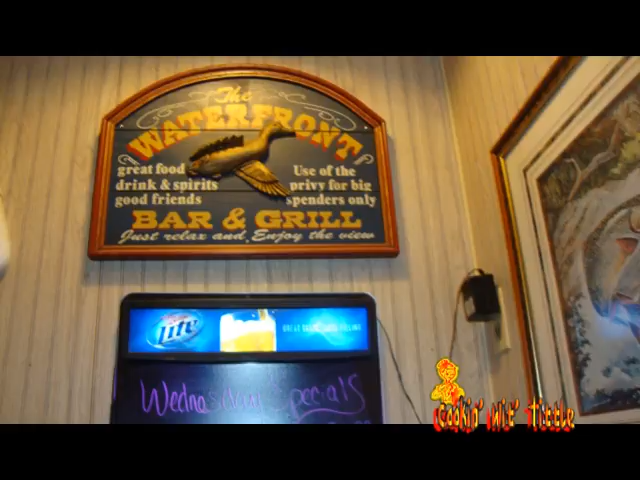 The
WATERFRONT
great food
drink & spirits
good friends
Use of the
privy for big
spenders only
BAR & GRILL
Just relax and Enjoy the view
Lite
Wednesday Specials
Cookin' Wit' Tittle